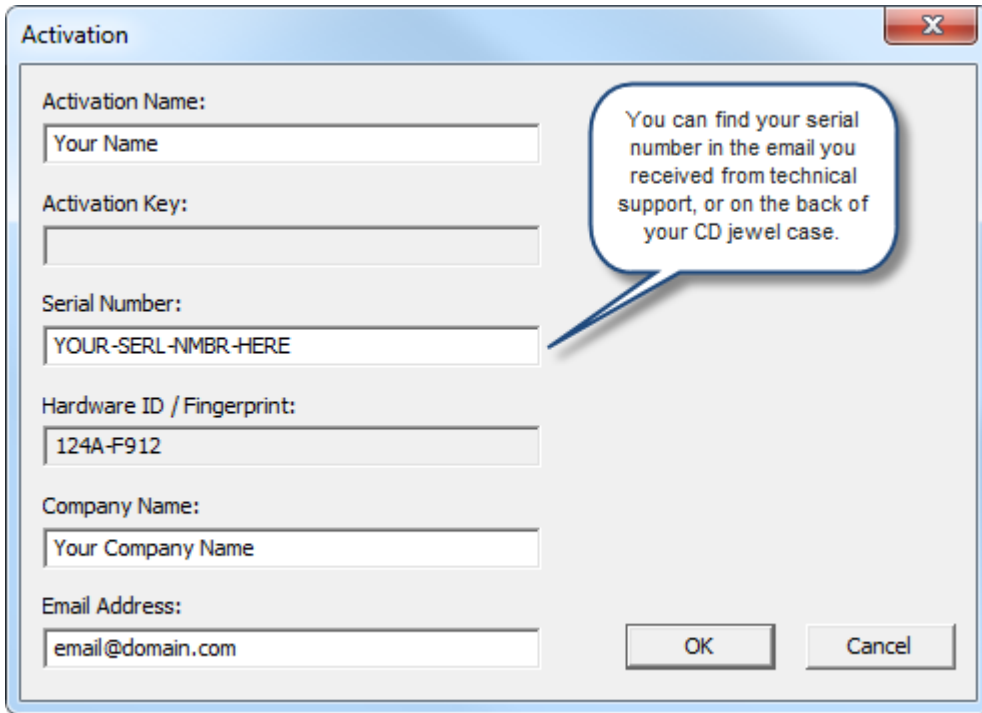 Activation
Activation Name:
Your Name
Activation Key:
Serial Number:
YOUR-SERL-NMBR-HERE
Hardware ID / Fingerprint:
124A-F912
Company Name:
Your Company Name
Email Address:
email@domain.com
You can find your serial
number in the email you
received from technical
support, or on the back of
your CD jewel case.
OK
Cancel